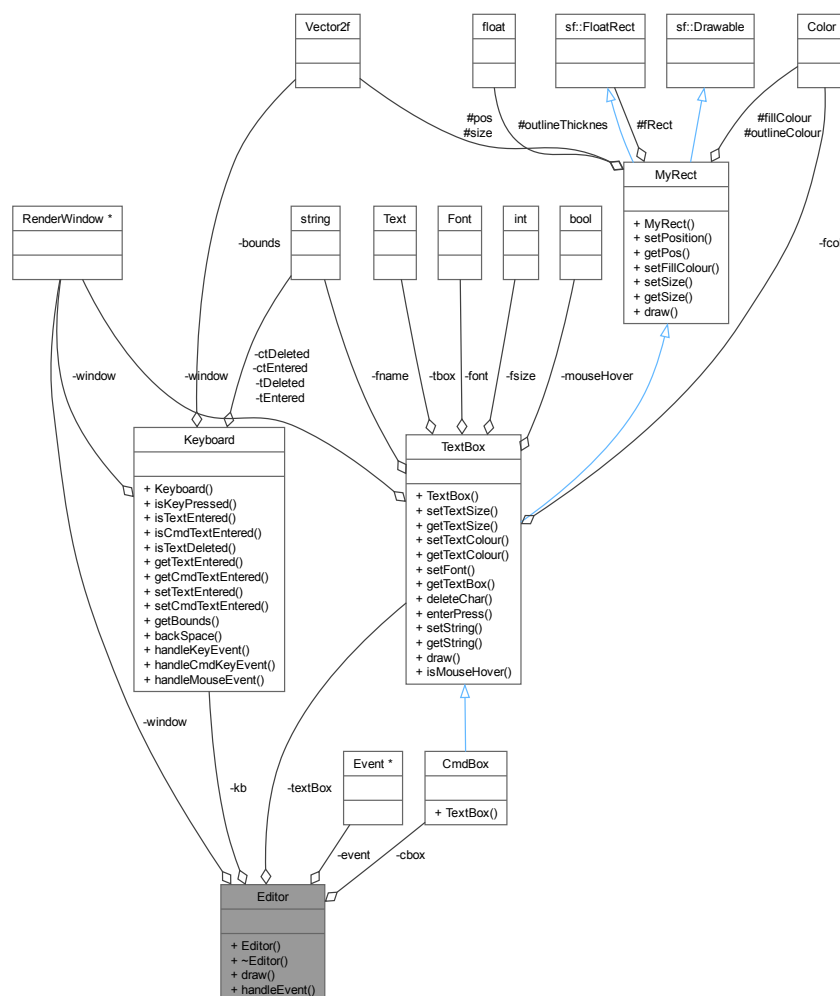 Vector2f
float
sf::FloatRect
sf::Drawable
Color
#pos
#size
#outlineThicknes
#fRect
#fillColour
#outlineColour
MyRect
+ MyRect()
+ setPosition()
+ getPos()
+ setFillColour()
+ setSize()
+ getSize()
+ draw()
RenderWindow *
string
Text
Font
int
bool
-bounds
-fcol
-window
-ctDeleted
-ctEntered
-tDeleted
-tEntered
-window
-fname
-tbox
-font
-fsize
-mouseHover
Keyboard
+ Keyboard()
+ isKeyPressed()
+ isTextEntered()
+ isCmdTextEntered()
+ isTextDeleted()
+ getTextEntered()
+ getCmdTextEntered()
+ setTextEntered()
+ setCmdTextEntered()
+ getBounds()
+ backSpace()
+ handleKeyEvent()
+ handleCmdKeyEvent()
+ handleMouseEvent()
TextBox
+ TextBox()
+ setTextSize()
+ getTextSize()
+ setTextColour()
+ getTextColour()
+ setFont()
+ getTextBox()
+ deleteChar()
+ enterPress()
+ setString()
+ getString()
+ draw()
+ isMouseHover()
-window
-kb
-textBox
Event *
CmdBox
+ TextBox()
-event
-cbox
Editor
+ Editor()
+ ~Editor()
+ draw()
+ handleEvent()